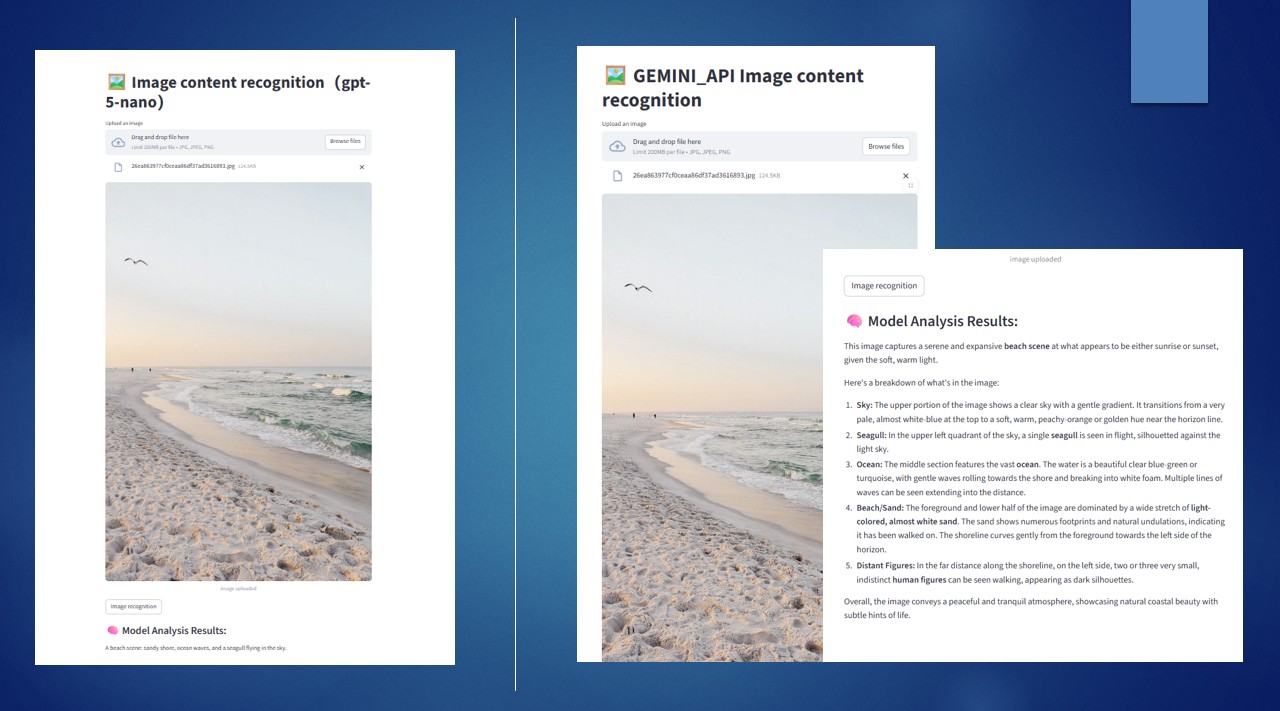 Image content recognition（gpt-
5-nano）
Upload an image
Drag and drop file here
Limit 200MB per file • JPG, JPEG, PNG
Browse files
26ea863977cf0ceaa86df37ad3616893.jpg 124.5KB
image uploaded
Image recognition
Model Analysis Results:
A beach scene: sandy shore, ocean waves, and a seagull flying in the sky.
GEMINI_API Image content
recognition
Upload an image
Drag and drop file here
Limit 200MB per file • JPG, JPEG, PNG
Browse files
26ea863977cf0ceaa86df37ad3616893.jpg 124.5KB
image uploaded
Image recognition
Model Analysis Results:
This image captures a serene and expansive beach scene at what appears to be either sunrise or sunset,
given the soft, warm light.
Here's a breakdown of what's in the image:
1. Sky: The upper portion of the image shows a clear sky with a gentle gradient. It transitions from a very
pale, almost white-blue at the top to a soft, warm, peachy-orange or golden hue near the horizon line.
2. Seagull: In the upper left quadrant of the sky, a single seagull is seen in flight, silhouetted against the
light sky.
3. Ocean: The middle section features the vast ocean. The water is a beautiful clear blue-green or
turquoise, with gentle waves rolling towards the shore and breaking into white foam. Multiple lines of
waves can be seen extending into the distance.
4. Beach/Sand: The foreground and lower half of the image are dominated by a wide stretch of light-
colored, almost white sand. The sand shows numerous footprints and natural undulations, indicating
it has been walked on. The shoreline curves gently from the foreground towards the left side of the
horizon.
5. Distant Figures: In the far distance along the shoreline, on the left side, two or three very small,
indistinct human figures can be seen walking, appearing as dark silhouettes.
Overall, the image conveys a peaceful and tranquil atmosphere, showcasing natural coastal beauty with
subtle hints of life.